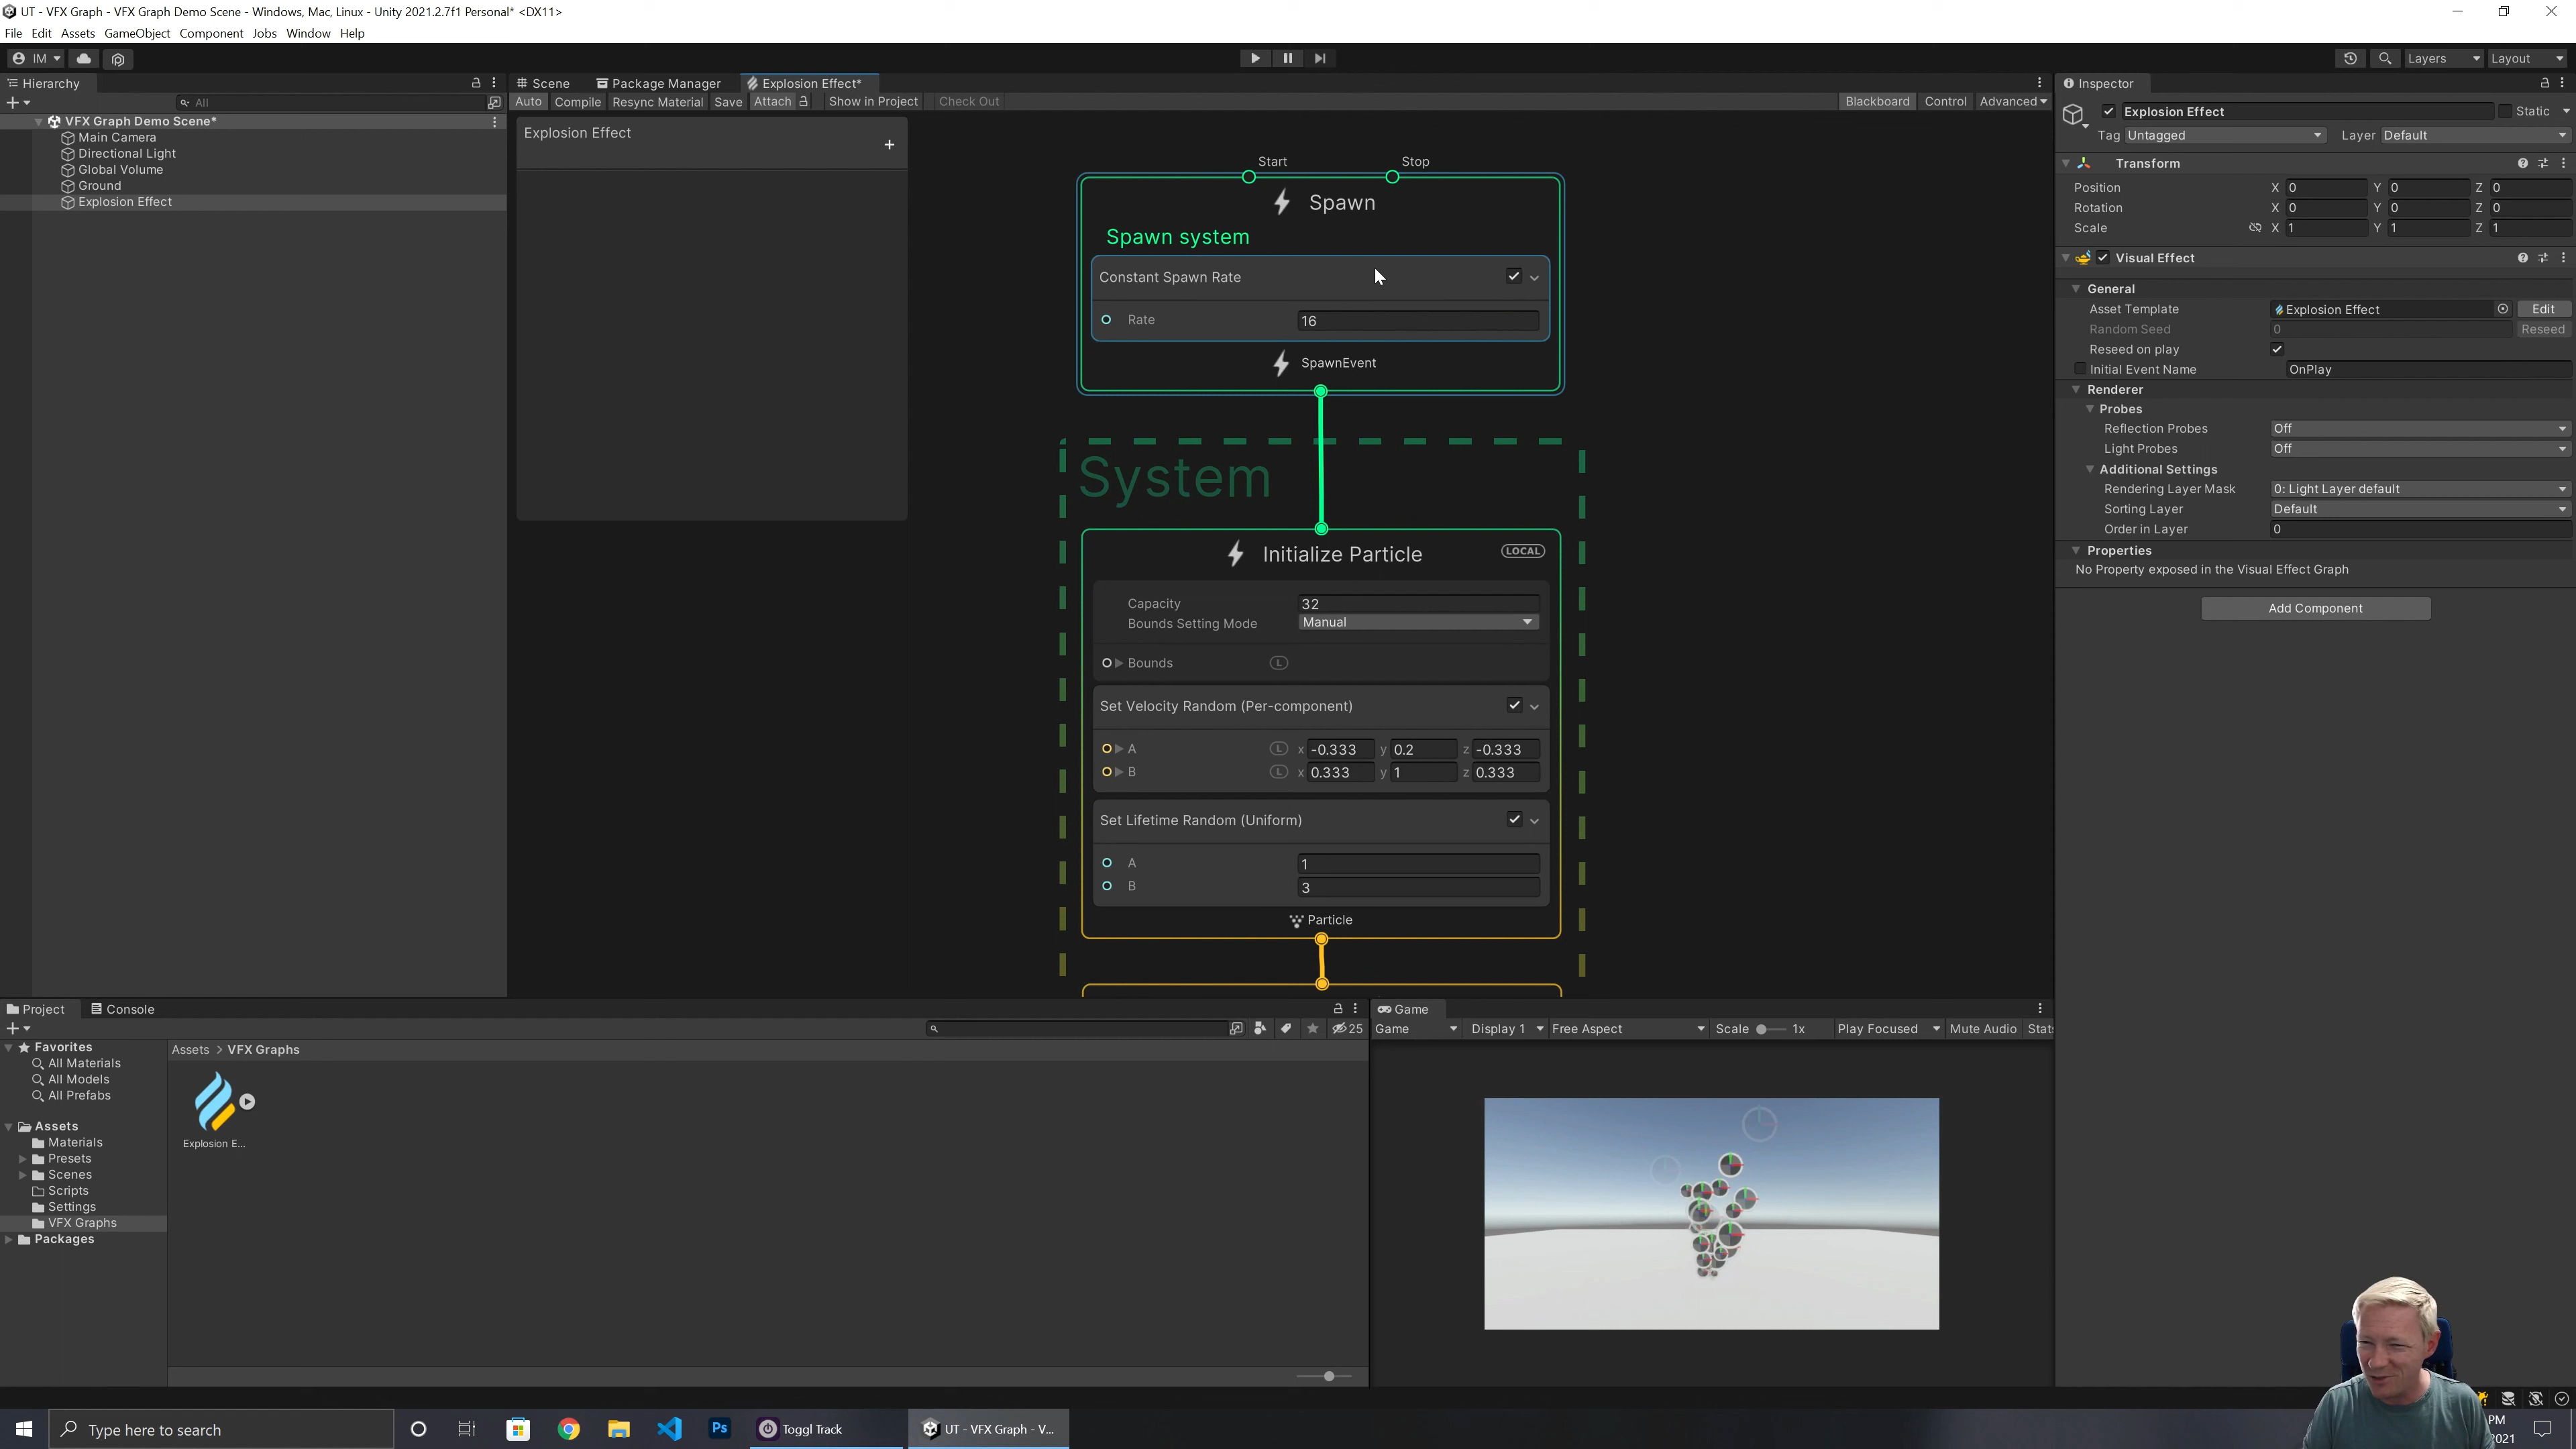 UT - VFX Graph - VFX Graph Demo Scene - Windows, Mac, Linux - Unity 2021.2.7f1 Personal* <DX11>
File Edit Assets GameObject Component Jobs Window Help
IM Layers Layout
Hierarchy
All
VFX Graph Demo Scene*
Main Camera
Directional Light
Global Volume
Ground
Explosion Effect
Scene Package Manager Explosion Effect*
Auto Compile Resync Material Save Attach Show in Project Check Out Blackboard Control Advanced
Explosion Effect
+
Start Stop
Spawn
Spawn system
Constant Spawn Rate
Rate 16
SpawnEvent
System
Initialize Particle LOCAL
Capacity 32
Bounds Setting Mode Manual
Bounds L
Set Velocity Random (Per-component)
A L x -0.333 y 0.2 z -0.333
B L x 0.333 y 1 z 0.333
Set Lifetime Random (Uniform)
A 1
B 3
Particle
Inspector
Explosion Effect Static
Tag Untagged Layer Default
Transform
Position X 0 Y 0 Z 0
Rotation X 0 Y 0 Z 0
Scale X 1 Y 1 Z 1
Visual Effect
General
Asset Template Explosion Effect Edit
Random Seed 0 Reseed
Reseed on play
Initial Event Name OnPlay
Renderer
Probes
Reflection Probes Off
Light Probes Off
Additional Settings
Rendering Layer Mask 0: Light Layer default
Sorting Layer Default
Order in Layer 0
Properties
No Property exposed in the Visual Effect Graph
Add Component
Project Console
25
Favorites
All Materials
All Models
All Prefabs
Assets
Materials
Presets
Scenes
Scripts
Settings
VFX Graphs
Packages
Assets > VFX Graphs
Explosion E...
Game
Game Display 1 Free Aspect Scale 1x Play Focused Mute Audio Stats
Type here to search
Ps
Toggl Track
UT - VFX Graph - V...
PM
2021